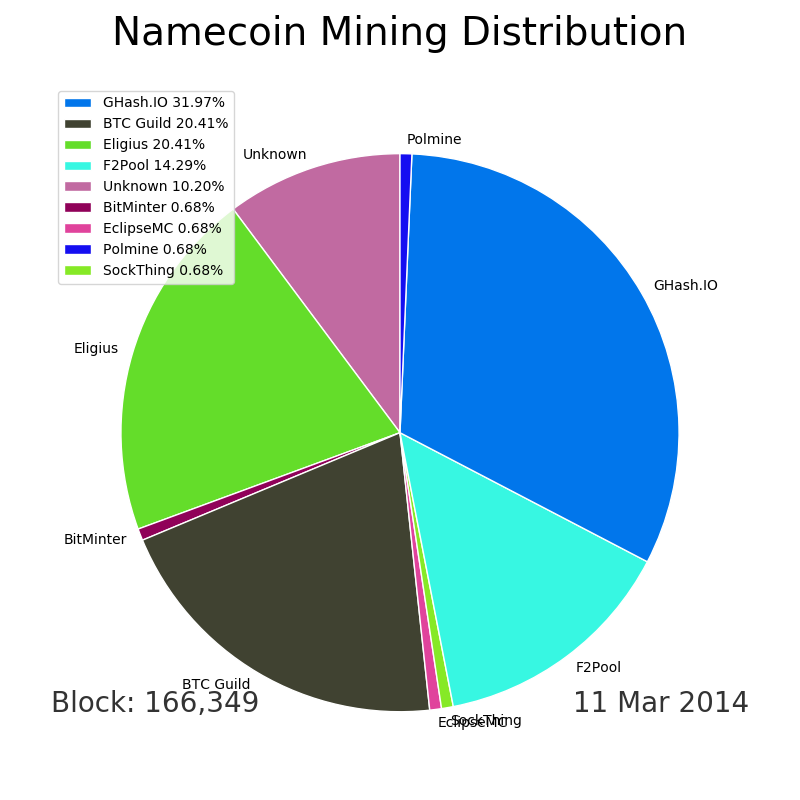 Namecoin Mining Distribution
GHash.IO 31.97%
BTC Guild 20.41%
Eligius 20.41%
F2Pool 14.29%
Unknown 10.20%
BitMinter 0.68%
EclipseMC 0.68%
Polmine 0.68%
SockThing 0.68%
Polmine
Unknown
GHash.IO
Eligius
BitMinter
F2Pool
BTC Guild
Block: 166,349
11 Mar 2014
SockThing
EclipseMC